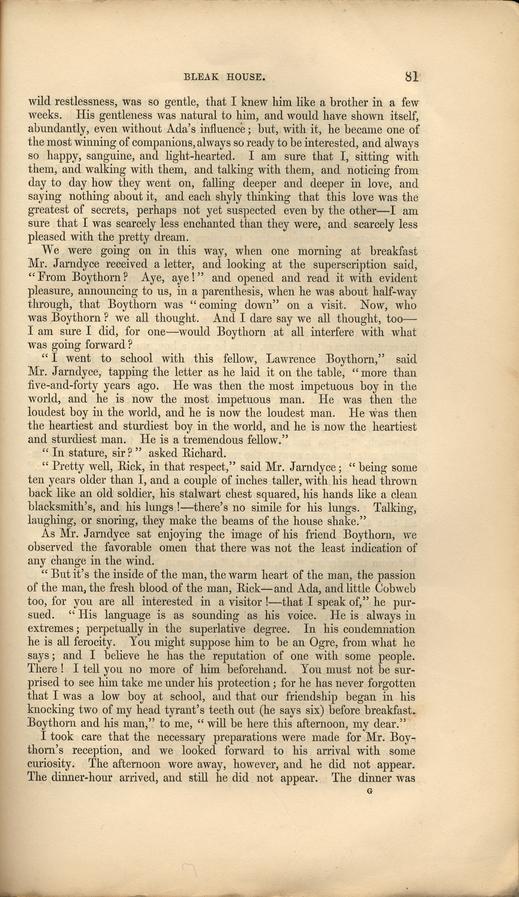 BLEAK HOUSE. 81
wild restlessness, was so gentle, that I knew him like a brother in a few
weeks. His gentleness was natural to him, and would have shown itself,
abundantly, even without Ada's influence; but, with it, he became one of
the most winning of companions, always so ready to be interested, and always
so happy, sanguine, and light-hearted. I am sure that I, sitting with
them, and walking with them, and talking with them, and noticing from
day to day how they went on, falling deeper and deeper in love, and
saying nothing about it, and each shyly thinking that this love was the
greatest of secrets, perhaps not yet suspected even by the other—I am
sure that I was scarcely less enchanted than they were, and scarcely less
pleased with the pretty dream.
We were going on in this way, when one morning at breakfast
Mr. Jarndyce received a letter, and looking at the superscription said,
"From Boythorn? Aye, aye!" and opened and read it with evident
pleasure, announcing to us, in a parenthesis, when he was about half-way
through, that Boythorn was "coming down" on a visit. Now, who
was Boythorn? we all thought. And I dare say we all thought, too—
I am sure I did, for one—would Boythorn at all interfere with what
was going forward?
"I went to school with this fellow, Lawrence Boythorn," said
Mr. Jarndyce, tapping the letter as he laid it on the table, "more than
five-and-forty years ago. He was then the most impetuous boy in the
world, and he is now the most impetuous man. He was then the
loudest boy in the world, and he is now the loudest man. He was then
the heartiest and sturdiest boy in the world, and he is now the heartiest
and sturdiest man. He is a tremendous fellow."
"In stature, sir?" asked Richard.
"Pretty well, Rick, in that respect," said Mr. Jarndyce; "being some
ten years older than I, and a couple of inches taller, with his head thrown
back like an old soldier, his stalwart chest squared, his hands like a clean
blacksmith's, and his lungs!—there's no simile for his lungs. Talking,
laughing, or snoring, they make the beams of the house shake."
As Mr. Jarndyce sat enjoying the image of his friend Boythorn, we
observed the favorable omen that there was not the least indication of
any change in the wind.
"But it's the inside of the man, the warm heart of the man, the passion
of the man, the fresh blood of the man, Rick—and Ada, and little Cobweb
too, for you are all interested in a visitor!—that I speak of," he pur-
sued. "His language is as sounding as his voice. He is always in
extremes; perpetually in the superlative degree. In his condemnation
he is all ferocity. You might suppose him to be an Ogre, from what he
says; and I believe he has the reputation of one with some people.
There! I tell you no more of him beforehand. You must not be sur-
prised to see him take me under his protection; for he has never forgotten
that I was a low boy at school, and that our friendship began in his
knocking two of my head tyrant's teeth out (he says six) before breakfast.
Boythorn and his man," to me, "will be here this afternoon, my dear."
I took care that the necessary preparations were made for Mr. Boy-
thorn's reception, and we looked forward to his arrival with some
curiosity. The afternoon wore away, however, and he did not appear.
The dinner-hour arrived, and still he did not appear. The dinner was
G